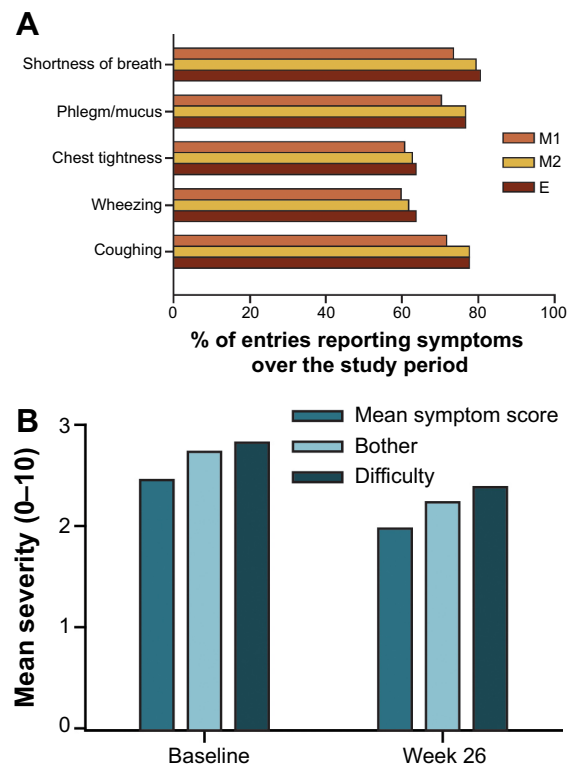 A
Shortness of breath
Phlegm/mucus
Chest tightness
Wheezing
Coughing
M1
M2
E
0 20 40 60 80 100
% of entries reporting symptoms
over the study period
B
Mean severity (0–10)
3
2
1
0
Mean symptom score
Bother
Difficulty
Baseline Week 26